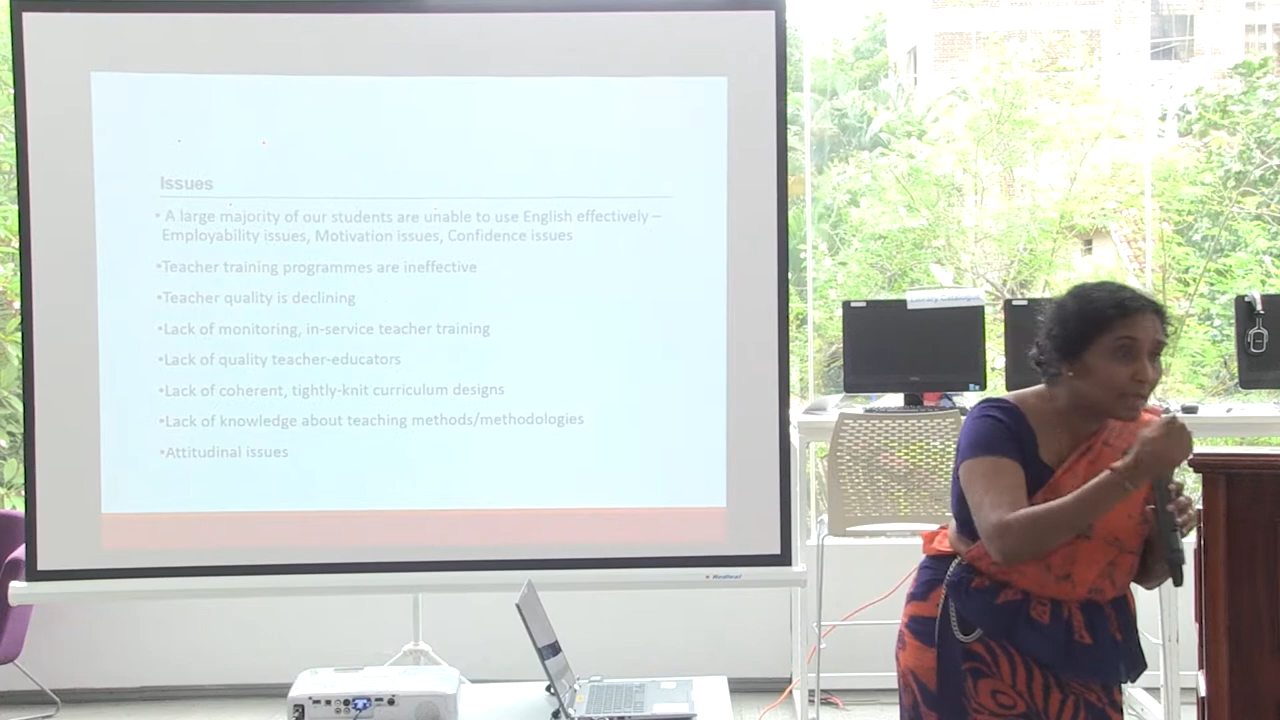 Issues
• A large majority of our students are unable to use English effectively –
Employability issues, Motivation issues, Confidence issues
•Teacher training programmes are ineffective
•Teacher quality is declining
•Lack of monitoring, in-service teacher training
•Lack of quality teacher-educators
•Lack of coherent, tightly-knit curriculum designs
•Lack of knowledge about teaching methods/methodologies
•Attitudinal issues
Library Catalogue